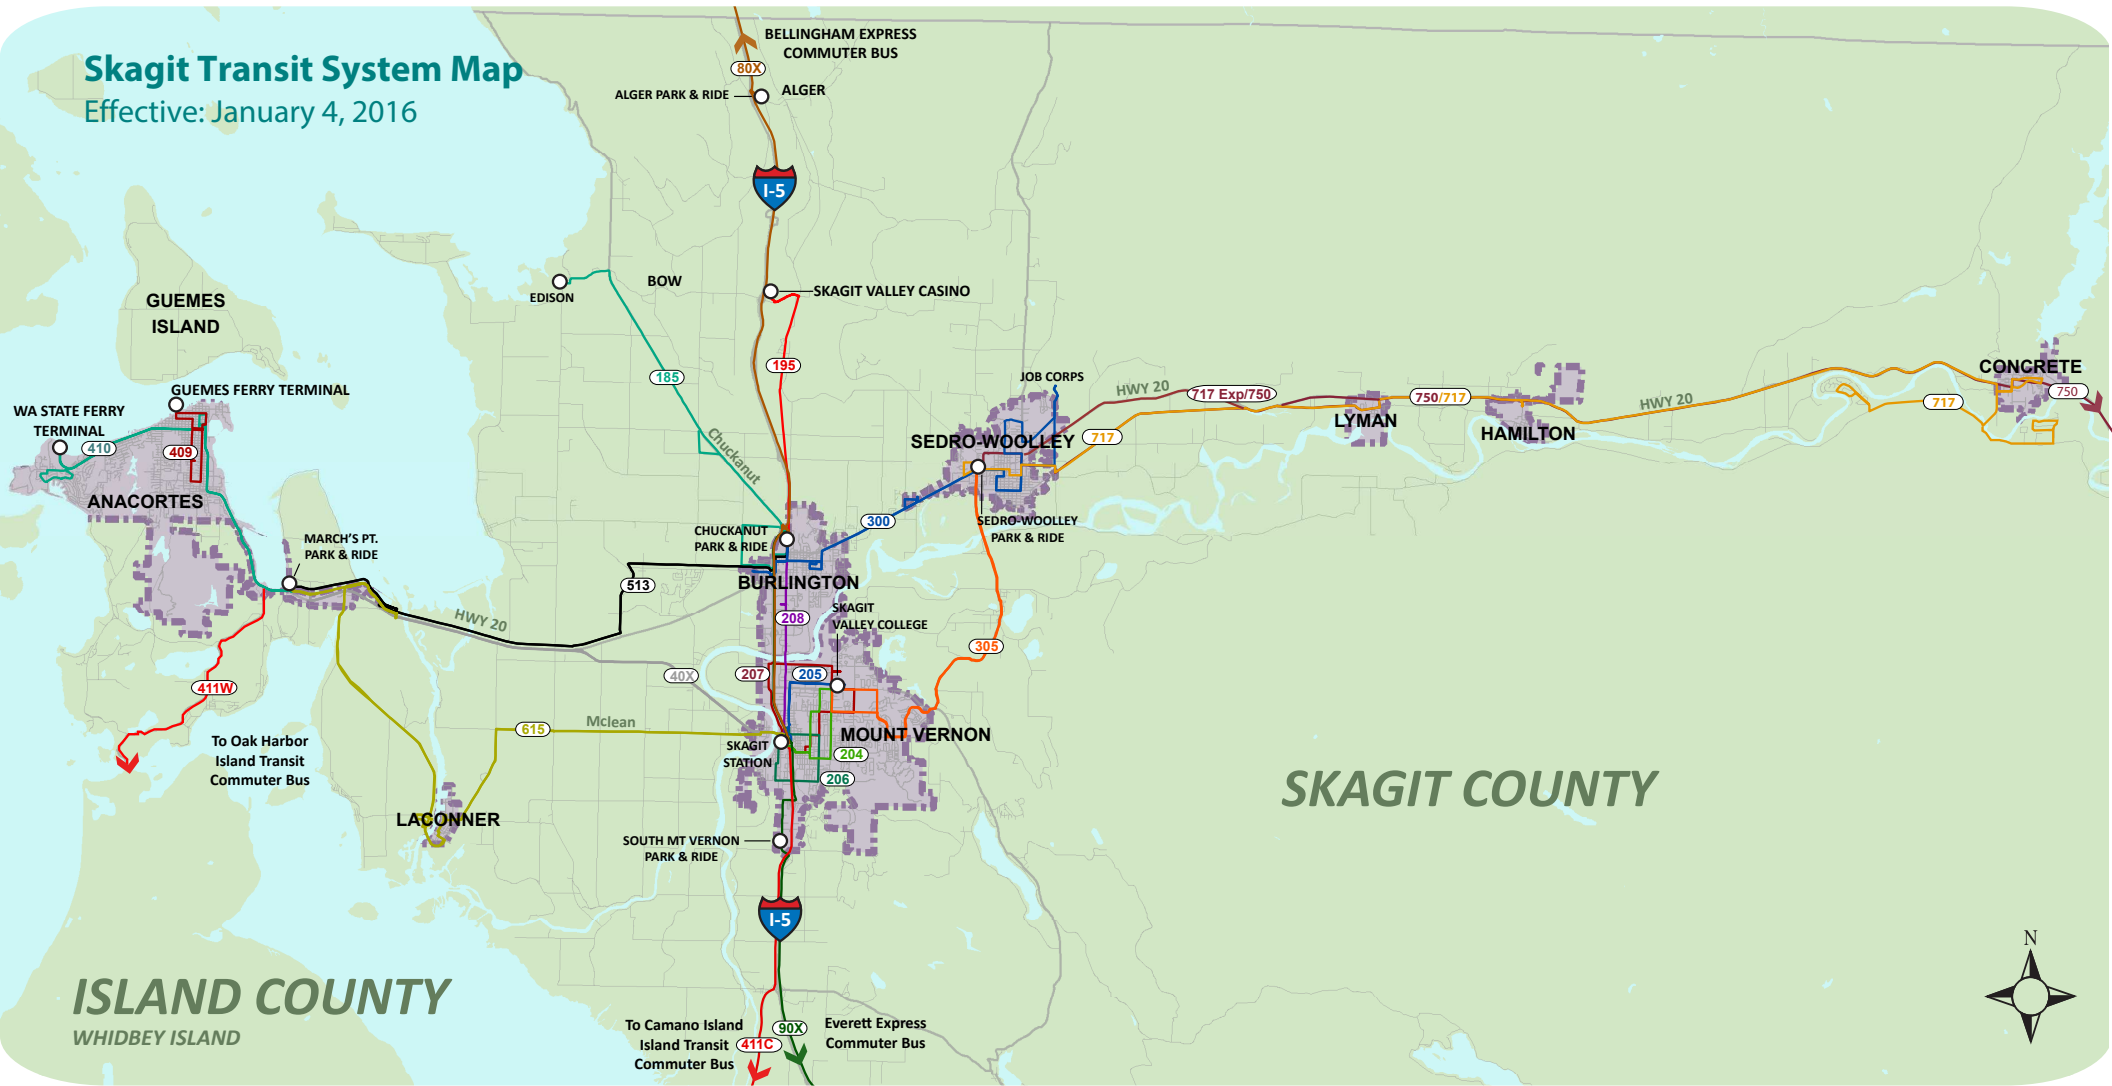 Skagit Transit System Map
Effective: January 4, 2016
BELLINGHAM EXPRESS
COMMUTER BUS
80X
ALGER PARK & RIDE
ALGER
I-5
EDISON
BOW
SKAGIT VALLEY CASINO
GUEMES
ISLAND
185
195
GUEMES FERRY TERMINAL
WA STATE FERRY
TERMINAL
410
409
ANACORTES
Chuckanut
JOB CORPS
HWY 20
717 Exp/750
SEDRO-WOOLLEY
717
LYMAN
750/717
HAMILTON
HWY 20
CONCRETE
750
717
MARCH'S PT.
PARK & RIDE
CHUCKANUT
PARK & RIDE
300
SEDRO-WOOLLEY
PARK & RIDE
BURLINGTON
513
HWY 20
208
SKAGIT
VALLEY COLLEGE
305
411W
40X
207
205
To Oak Harbor
Island Transit
Commuter Bus
615
Mclean
SKAGIT
STATION
MOUNT VERNON
204
206
SKAGIT COUNTY
LACONNER
SOUTH MT VERNON
PARK & RIDE
I-5
ISLAND COUNTY
WHIDBEY ISLAND
To Camano Island
Island Transit
Commuter Bus
411C
90X
Everett Express
Commuter Bus
N